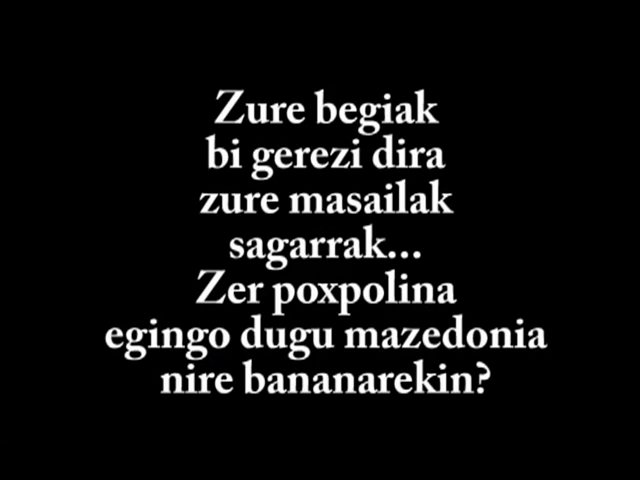 Zure begiak
bi gerezi dira
zure masailak
sagarrak...
Zer poxpolina
egingo dugu mazedonia
nire bananarekin?